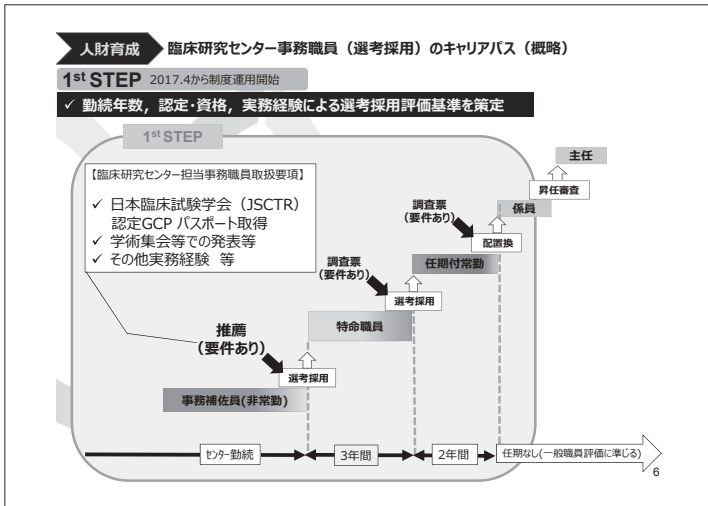 人財育成
臨床研究センター事務職員（選考採用）のキャリアパス（概略）
1st STEP 2017.4から制度運用開始
✓ 勤続年数，認定・資格，実務経験による選考採用評価基準を策定
1st STEP
【臨床研究センター担当事務職員取扱要項】
✓ 日本臨床試験学会（JSCTR）
認定GCP パスポート取得
✓ 学術集会等での発表等
✓ その他実務経験 等
主任
昇任審査
係員
調査票
（要件あり）
配置換
任期付常勤
調査票
（要件あり）
選考採用
特命職員
推薦
（要件あり）
選考採用
事務補佐員(非常勤)
センター勤続
3年間
2年間
任期なし(一般職員評価に準じる)
6